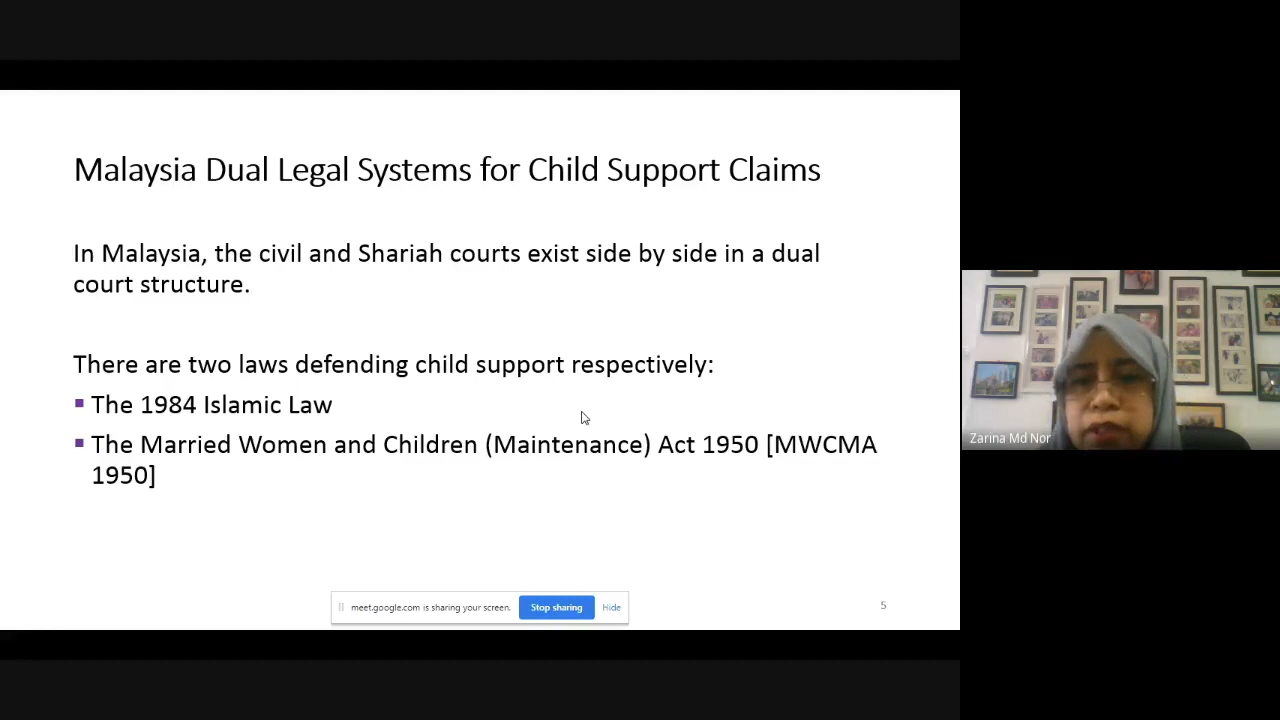 Malaysia Dual Legal Systems for Child Support Claims
In Malaysia, the civil and Shariah courts exist side by side in a dual
court structure.
There are two laws defending child support respectively:
▪ The 1984 Islamic Law
▪ The Married Women and Children (Maintenance) Act 1950 [MWCMA
1950]
meet.google.com is sharing your screen. Stop sharing Hide
5
Zarina Md Nor